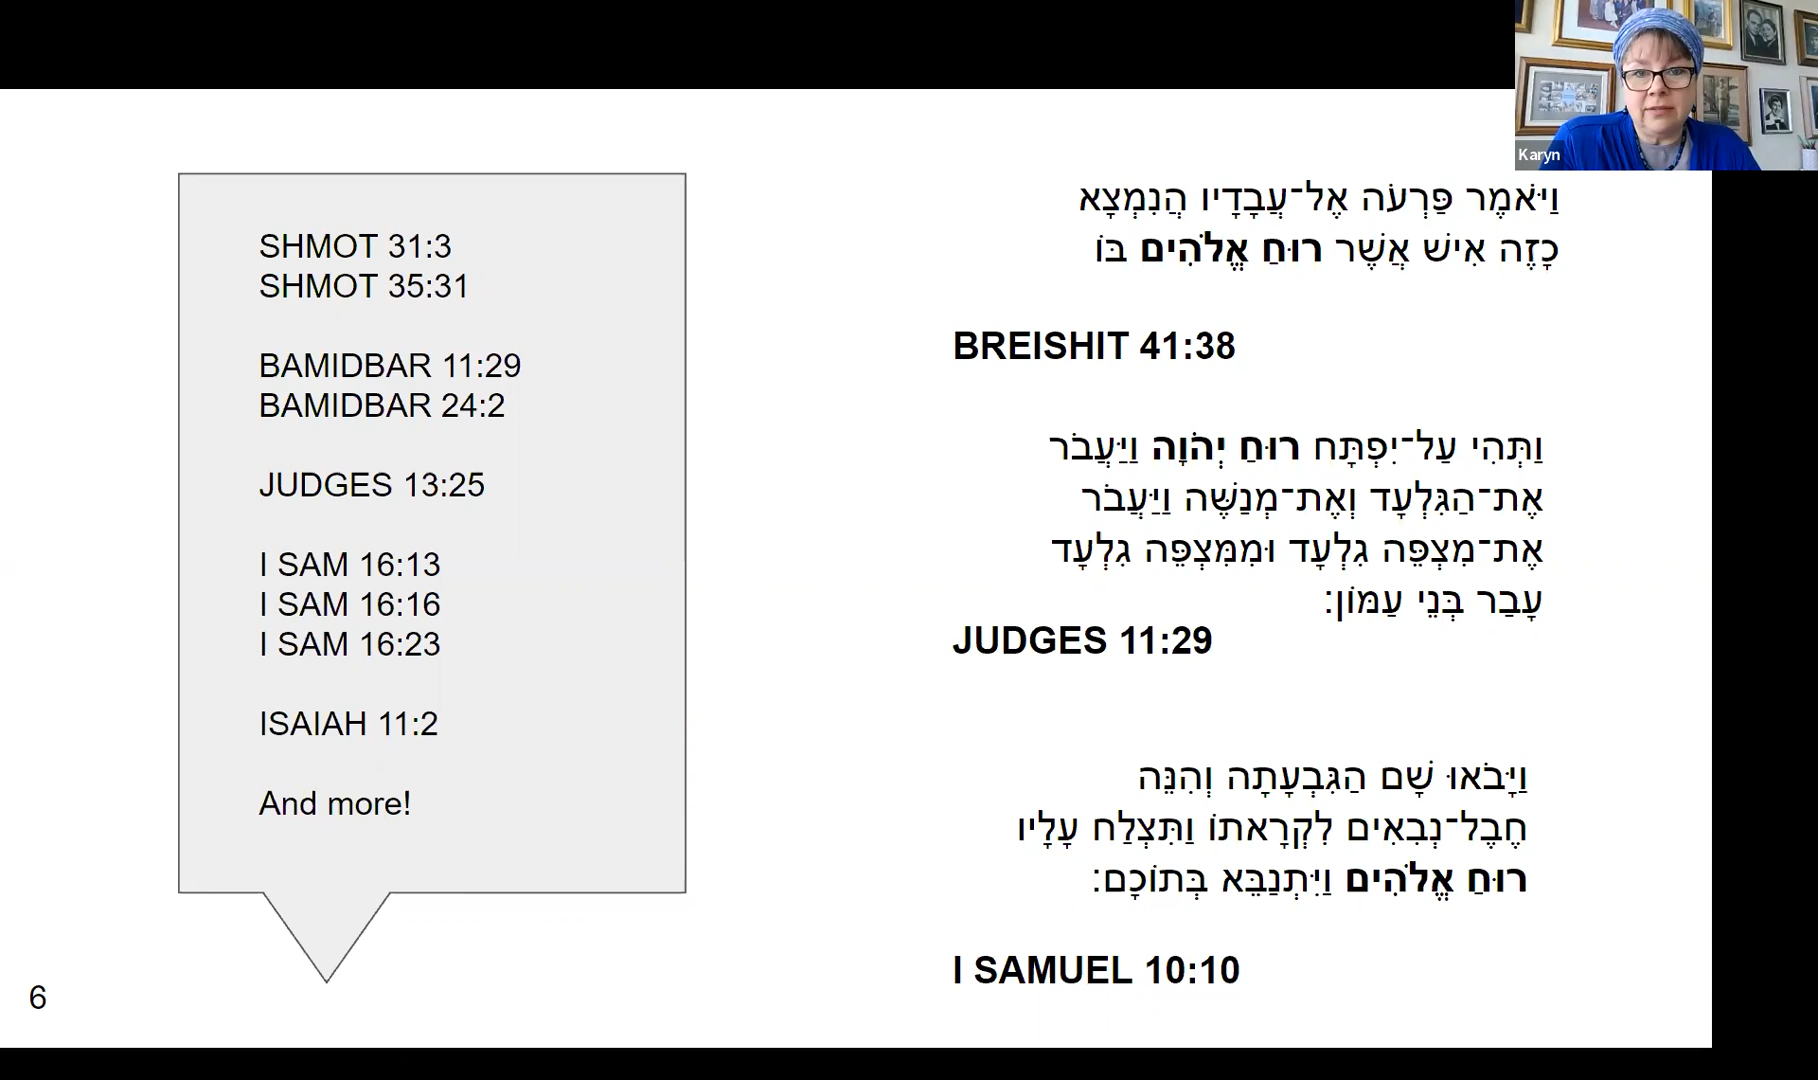 Karyn
SHMOT 31:3
SHMOT 35:31
BAMIDBAR 11:29
BAMIDBAR 24:2
JUDGES 13:25
I SAM 16:13
I SAM 16:16
I SAM 16:23
ISAIAH 11:2
And more!
וַיֹּאמֶר פַּרְעֹה אֶל־עֲבָדָיו הֲנִמְצָא
כָזֶה אִישׁ אֲשֶׁר רוּחַ אֱלֹהִים בּוֹ
BREISHIT 41:38
וַתְּהִי עַל־יִפְתָּח רוּחַ יְהֹוָה וַיַּעֲבֹר
אֶת־הַגִּלְעָד וְאֶת־מְנַשֶּׁה וַיַּעֲבֹר
אֶת־מִצְפֵּה גִלְעָד וּמִמִּצְפֵּה גִלְעָד
עָבַר בְּנֵי עַמּוֹן׃
JUDGES 11:29
וַיָּבֹאוּ שָׁם הַגִּבְעָתָה וְהִנֵּה
חֶבֶל־נְבִאִים לִקְרָאתוֹ וַתִּצְלַח עָלָיו
רוּחַ אֱלֹהִים וַיִּתְנַבֵּא בְּתוֹכָם׃
I SAMUEL 10:10
6